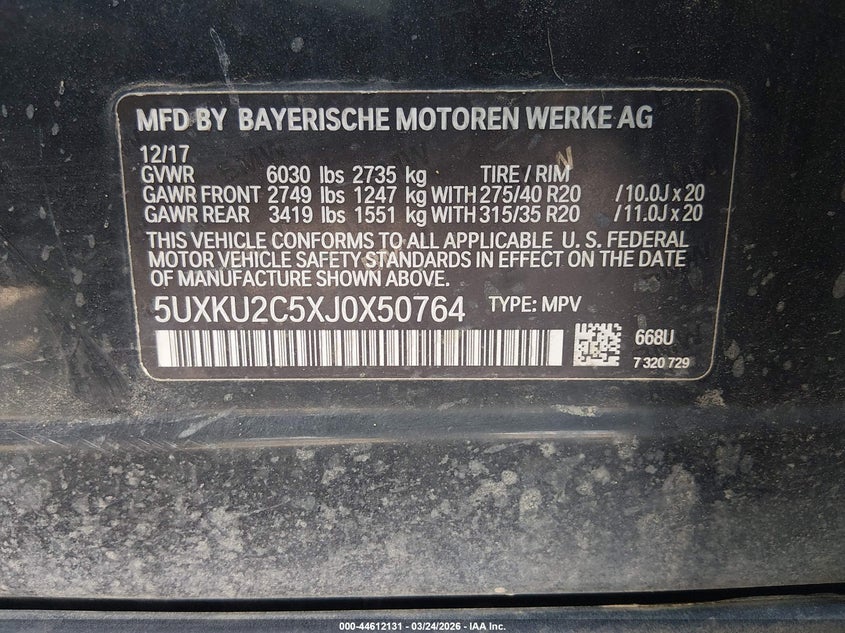 MFD BY BAYERISCHE MOTOREN WERKE AG
12/17
GVWR 6030 lbs 2735 kg TIRE / RIM
GAWR FRONT 2749 lbs 1247 kg WITH 275/40 R20 /10.0J x 20
GAWR REAR 3419 lbs 1551 kg WITH 315/35 R20 /11.0J x 20
THIS VEHICLE CONFORMS TO ALL APPLICABLE U. S. FEDERAL
MOTOR VEHICLE SAFETY STANDARDS IN EFFECT ON THE DATE
OF MANUFACTURE SHOWN ABOVE.
5UXKU2C5XJ0X50764 TYPE: MPV
668U
7 320 729
000-44612131 - 03/24/2026 - IAA Inc.